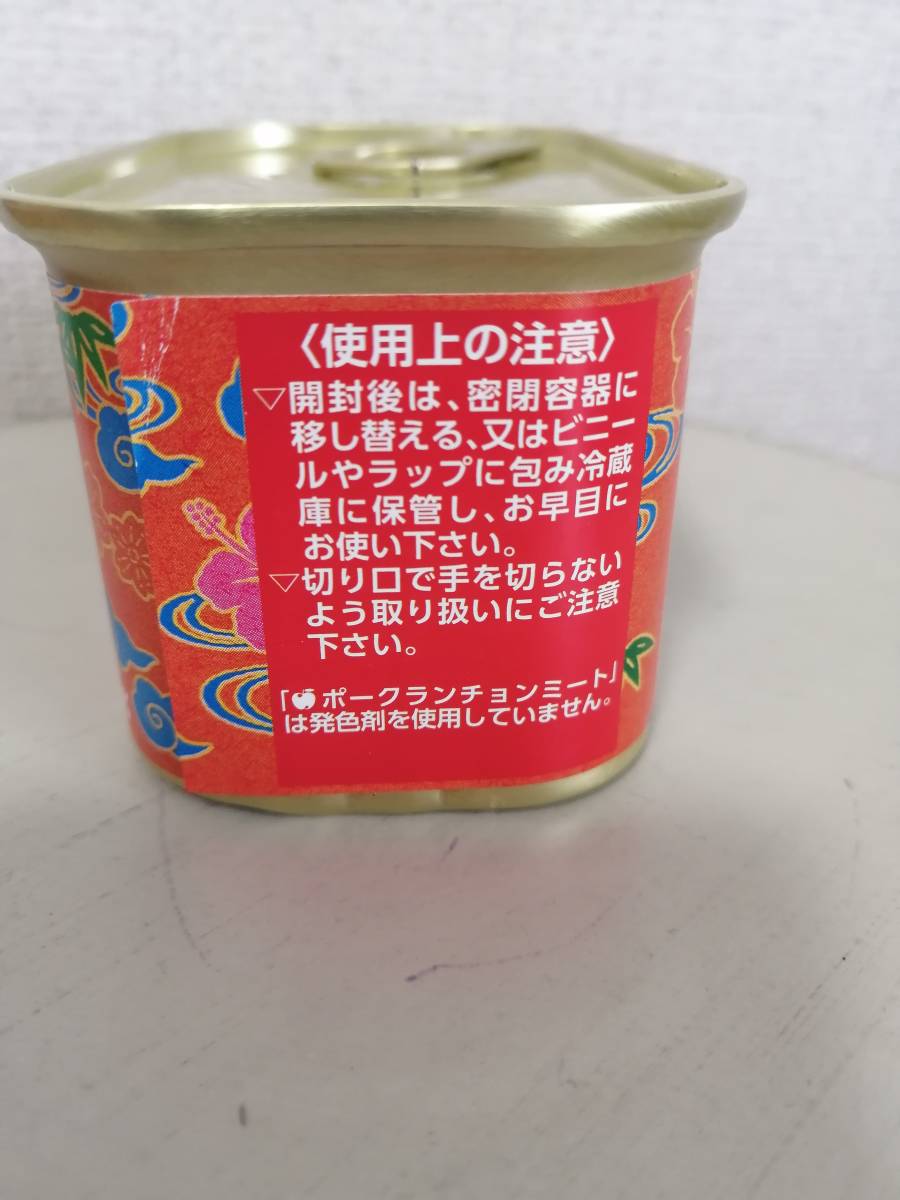 〈使用上の注意〉
▽開封後は、密閉容器に
移し替える、又はビニー
ルやラップに包み冷蔵
庫に保管し、お早目に
お使い下さい。
▽切り口で手を切らない
よう取り扱いにご注意
下さい。
「ポークランチョンミート」
は発色剤を使用していません。